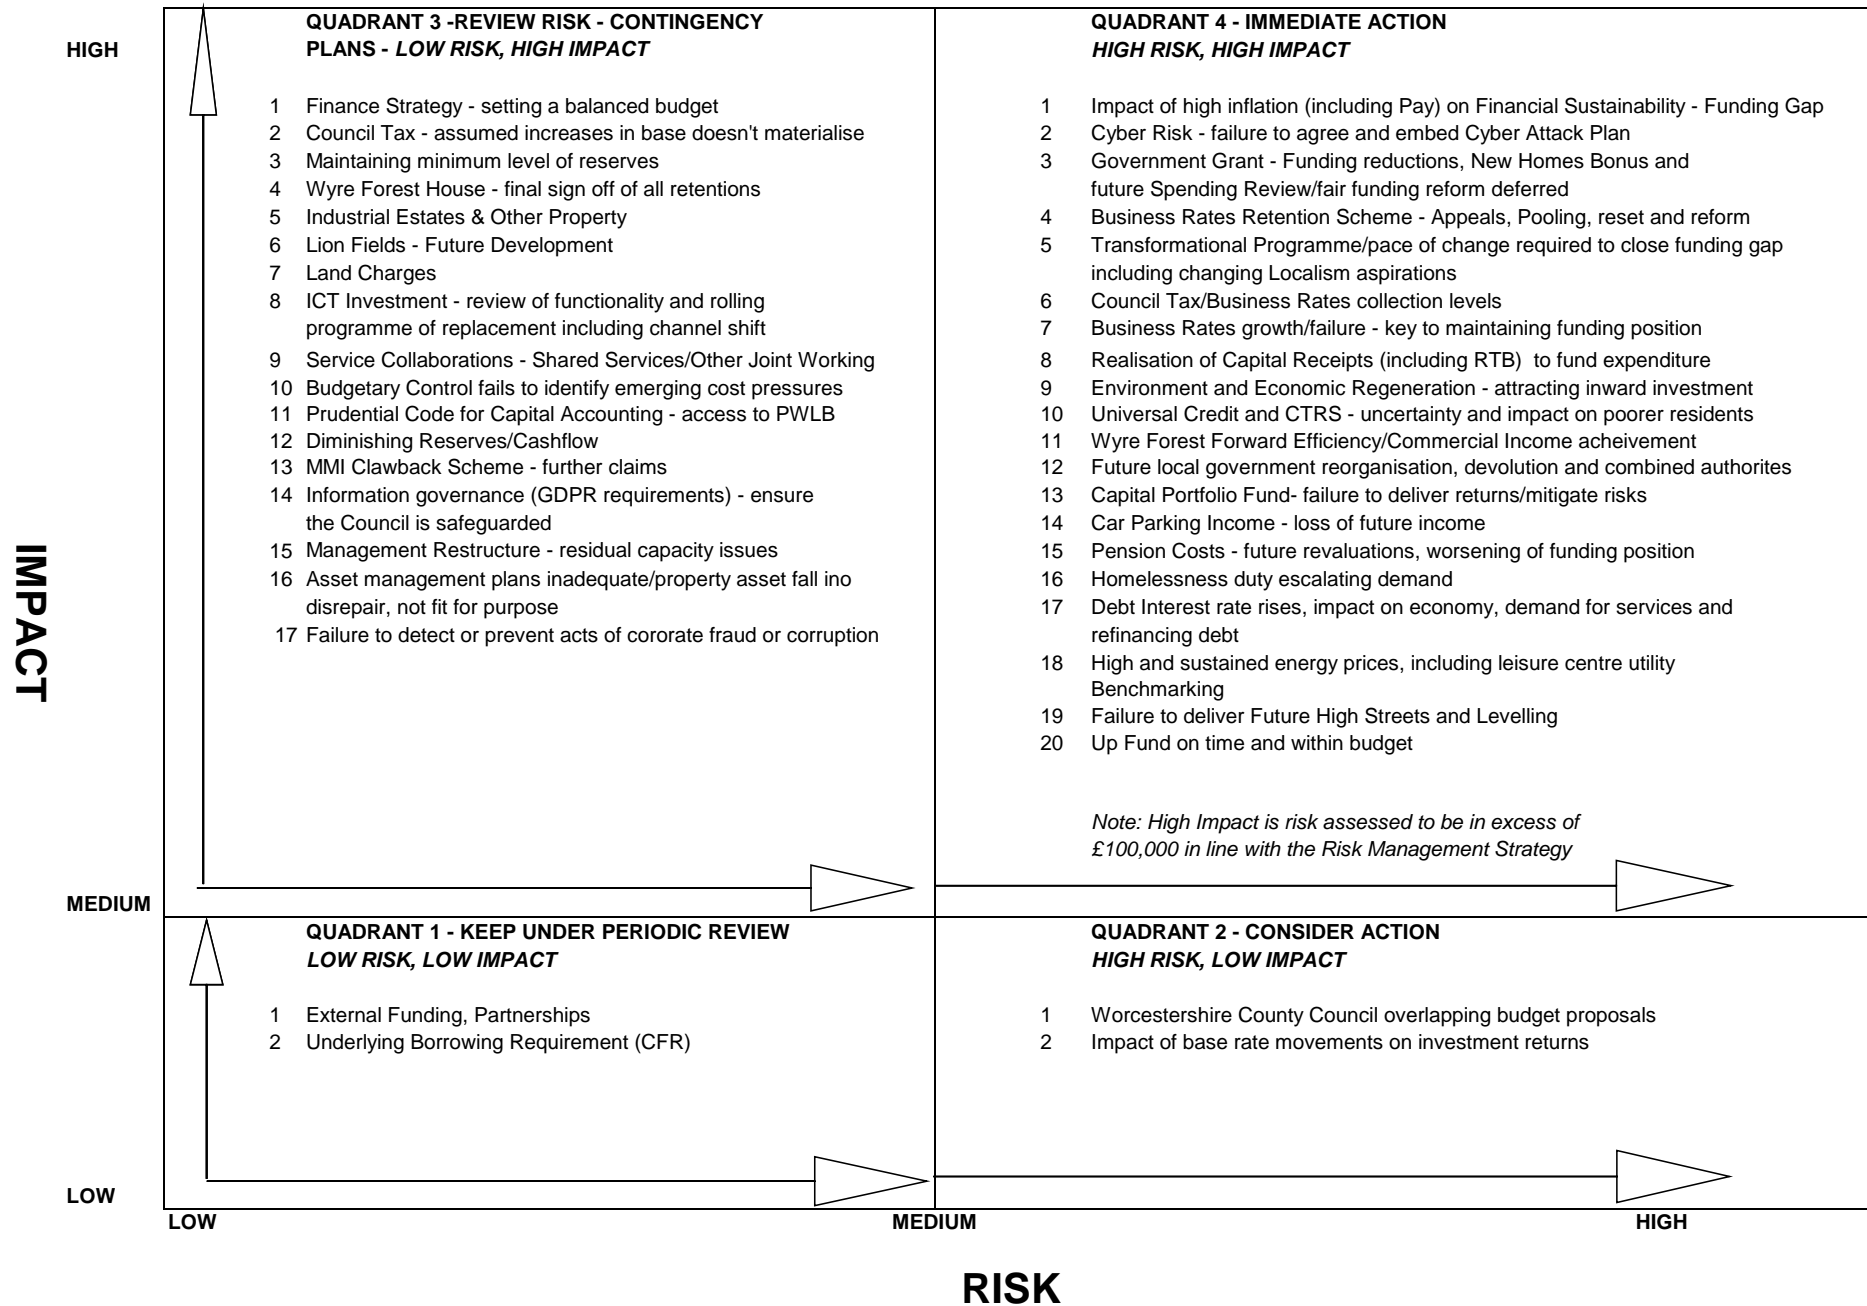 HIGH
QUADRANT 3 -REVIEW RISK - CONTINGENCY
PLANS - LOW RISK, HIGH IMPACT
1 Finance Strategy - setting a balanced budget
2 Council Tax - assumed increases in base doesn't materialise
3 Maintaining minimum level of reserves
4 Wyre Forest House - final sign off of all retentions
5 Industrial Estates & Other Property
6 Lion Fields - Future Development
7 Land Charges
8 ICT Investment - review of functionality and rolling
programme of replacement including channel shift
9 Service Collaborations - Shared Services/Other Joint Working
10 Budgetary Control fails to identify emerging cost pressures
11 Prudential Code for Capital Accounting - access to PWLB
12 Diminishing Reserves/Cashflow
13 MMI Clawback Scheme - further claims
14 Information governance (GDPR requirements) - ensure
the Council is safeguarded
15 Management Restructure - residual capacity issues
16 Asset management plans inadequate/property asset fall ino
disrepair, not fit for purpose
17 Failure to detect or prevent acts of cororate fraud or corruption
QUADRANT 4 - IMMEDIATE ACTION
HIGH RISK, HIGH IMPACT
1 Impact of high inflation (including Pay) on Financial Sustainability - Funding Gap
2 Cyber Risk - failure to agree and embed Cyber Attack Plan
3 Government Grant - Funding reductions, New Homes Bonus and
future Spending Review/fair funding reform deferred
4 Business Rates Retention Scheme - Appeals, Pooling, reset and reform
5 Transformational Programme/pace of change required to close funding gap
including changing Localism aspirations
6 Council Tax/Business Rates collection levels
7 Business Rates growth/failure - key to maintaining funding position
8 Realisation of Capital Receipts (including RTB) to fund expenditure
9 Environment and Economic Regeneration - attracting inward investment
10 Universal Credit and CTRS - uncertainty and impact on poorer residents
11 Wyre Forest Forward Efficiency/Commercial Income acheivement
12 Future local government reorganisation, devolution and combined authorites
13 Capital Portfolio Fund- failure to deliver returns/mitigate risks
14 Car Parking Income - loss of future income
15 Pension Costs - future revaluations, worsening of funding position
16 Homelessness duty escalating demand
17 Debt Interest rate rises, impact on economy, demand for services and
refinancing debt
18 High and sustained energy prices, including leisure centre utility
Benchmarking
19 Failure to deliver Future High Streets and Levelling
20 Up Fund on time and within budget
Note: High Impact is risk assessed to be in excess of
£100,000 in line with the Risk Management Strategy
IMPACT
MEDIUM
QUADRANT 1 - KEEP UNDER PERIODIC REVIEW
LOW RISK, LOW IMPACT
1 External Funding, Partnerships
2 Underlying Borrowing Requirement (CFR)
QUADRANT 2 - CONSIDER ACTION
HIGH RISK, LOW IMPACT
1 Worcestershire County Council overlapping budget proposals
2 Impact of base rate movements on investment returns
LOW
LOW
MEDIUM
HIGH
RISK